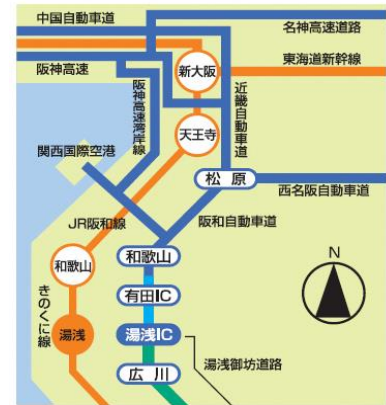 中国自動車道
名神高速道路
阪神高速
新大阪
東海道新幹線
阪神高速湾岸線
近畿自動車道
天王寺
関西国際空港
松原
西名阪自動車道
JR阪和線
阪和自動車道
和歌山
和歌山
N
有田IC
きのくに線
湯浅
湯浅IC
湯浅御坊道路
広川